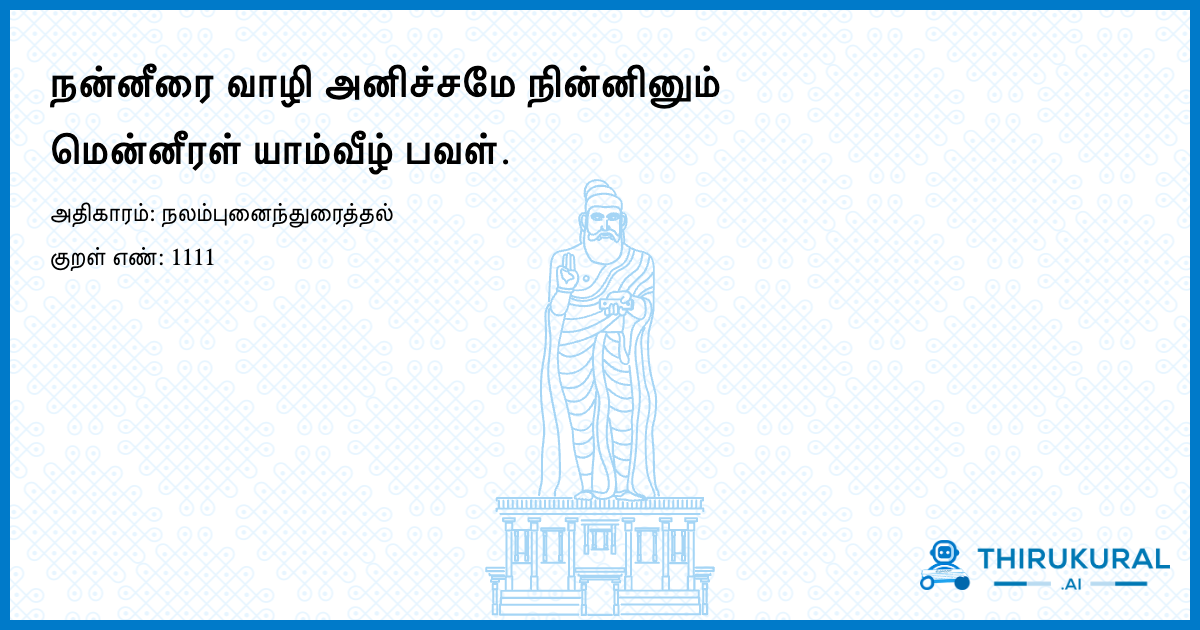 நன்னீரை வாழி அனிச்சமே நின்னினும்
மென்னீரள் யாம்வீழ் பவள்.
அதிகாரம்: நலம்புனைந்துரைத்தல்
குறள் எண்: 1111
THIRUKURAL
.AI